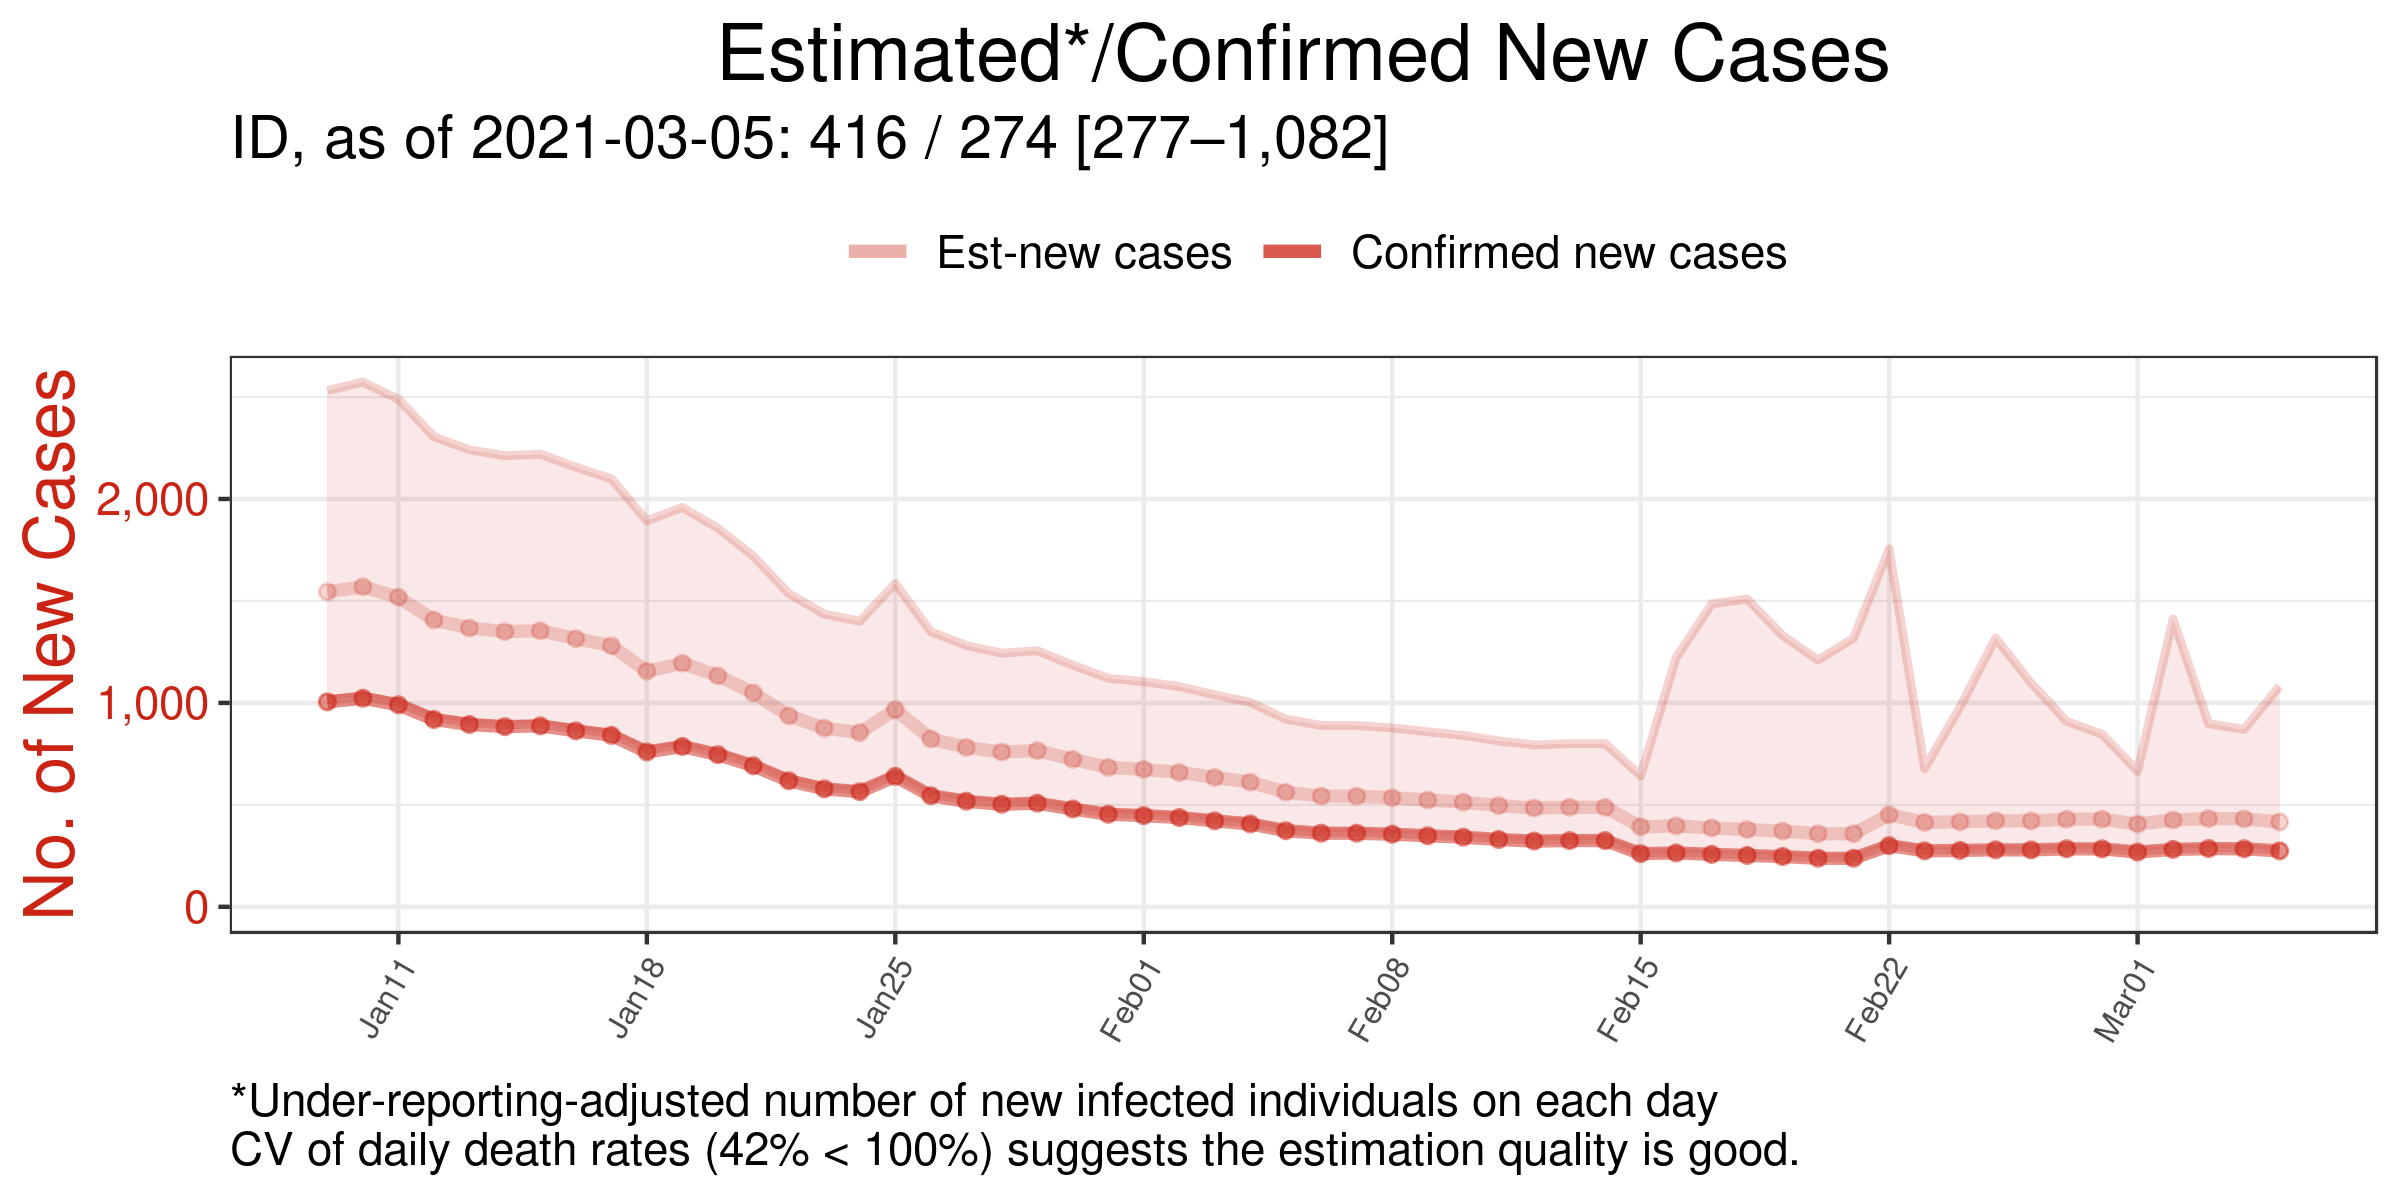 Estimated*/Confirmed New Cases
ID, as of 2021-03-05: 416 / 274 [277–1,082]
Est-new cases
Confirmed new cases
No. of New Cases
2,000
1,000
0
Jan11
Jan18
Jan25
Feb01
Feb08
Feb15
Feb22
Mar01
*Under-reporting-adjusted number of new infected individuals on each day
CV of daily death rates (42% < 100%) suggests the estimation quality is good.